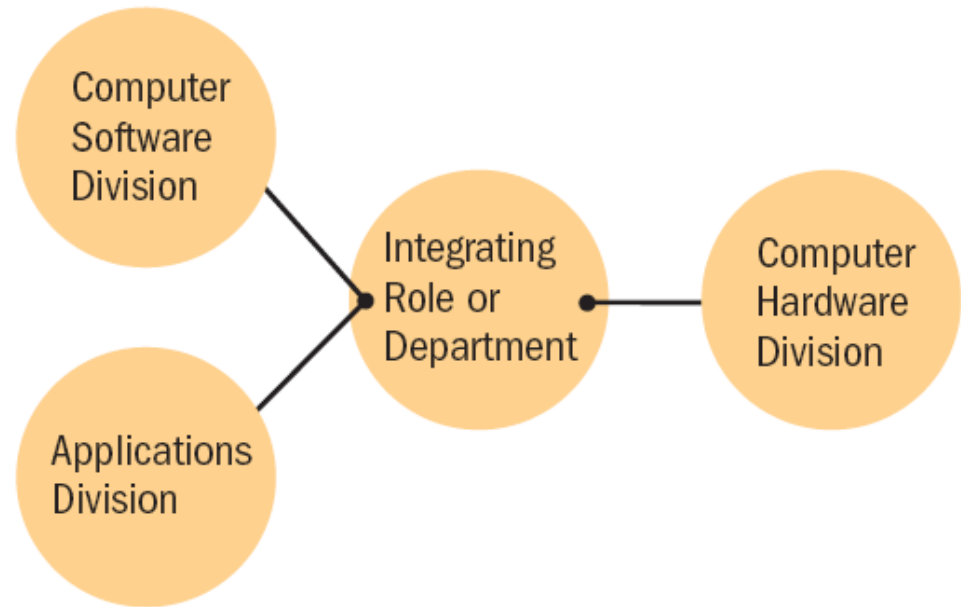 Computer
Software
Division
Integrating
Role or
Department
Computer
Hardware
Division
Applications
Division